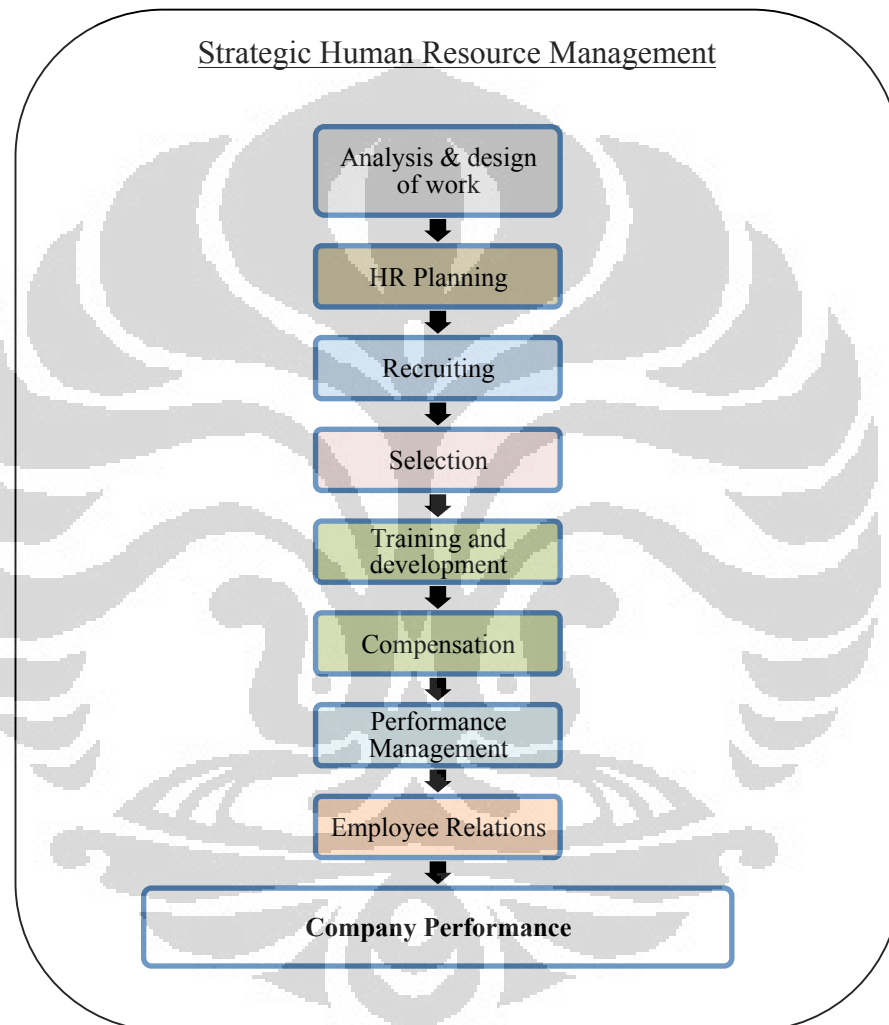 Strategic Human Resource Management
Analysis & design
of work
HR Planning
Recruiting
Selection
Training and
development
Compensation
Performance
Management
Employee Relations
Company Performance